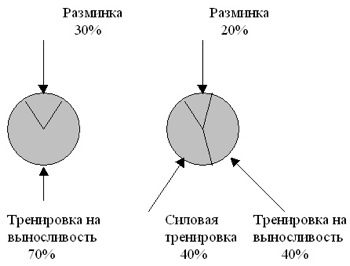 Разминка
30%
Разминка
20%
Тренировка на
выносливость
70%
Силовая
тренировка
40%
Тренировка на
выносливость
40%